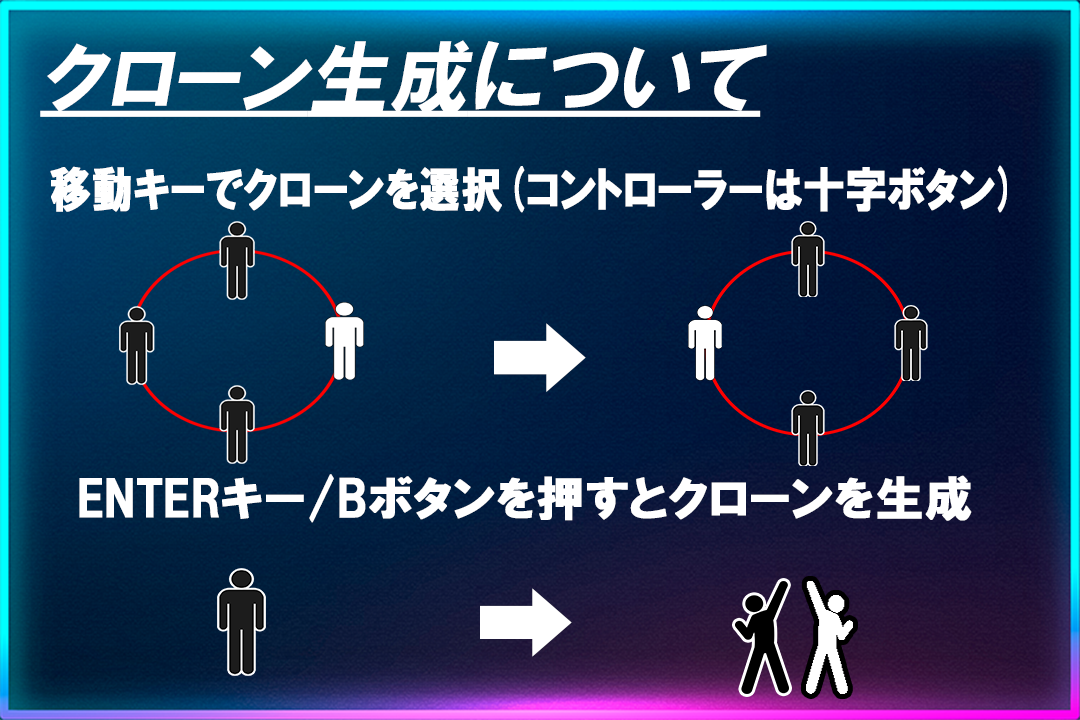 クローン生成について
移動キーでクローンを選択(コントローラーは十字ボタン)
ENTERキー/Bボタンを押すとクローンを生成